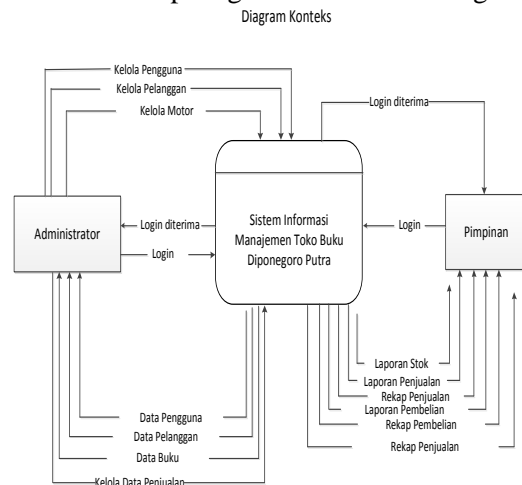 Diagram Konteks
Kelola Pengguna
Kelola Pelanggan
Kelola Motor
Login diterima
Administrator
Login diterima
Login
Sistem Informasi
Manajemen Toko Buku
Diponegoro Putra
Login
Pimpinan
Laporan Stok
Laporan Penjualan
Rekap Penjualan
Laporan Pembelian
Rekap Pembelian
Rekap Penjualan
Data Pengguna
Data Pelanggan
Data Buku
Kelola Data Penjualan